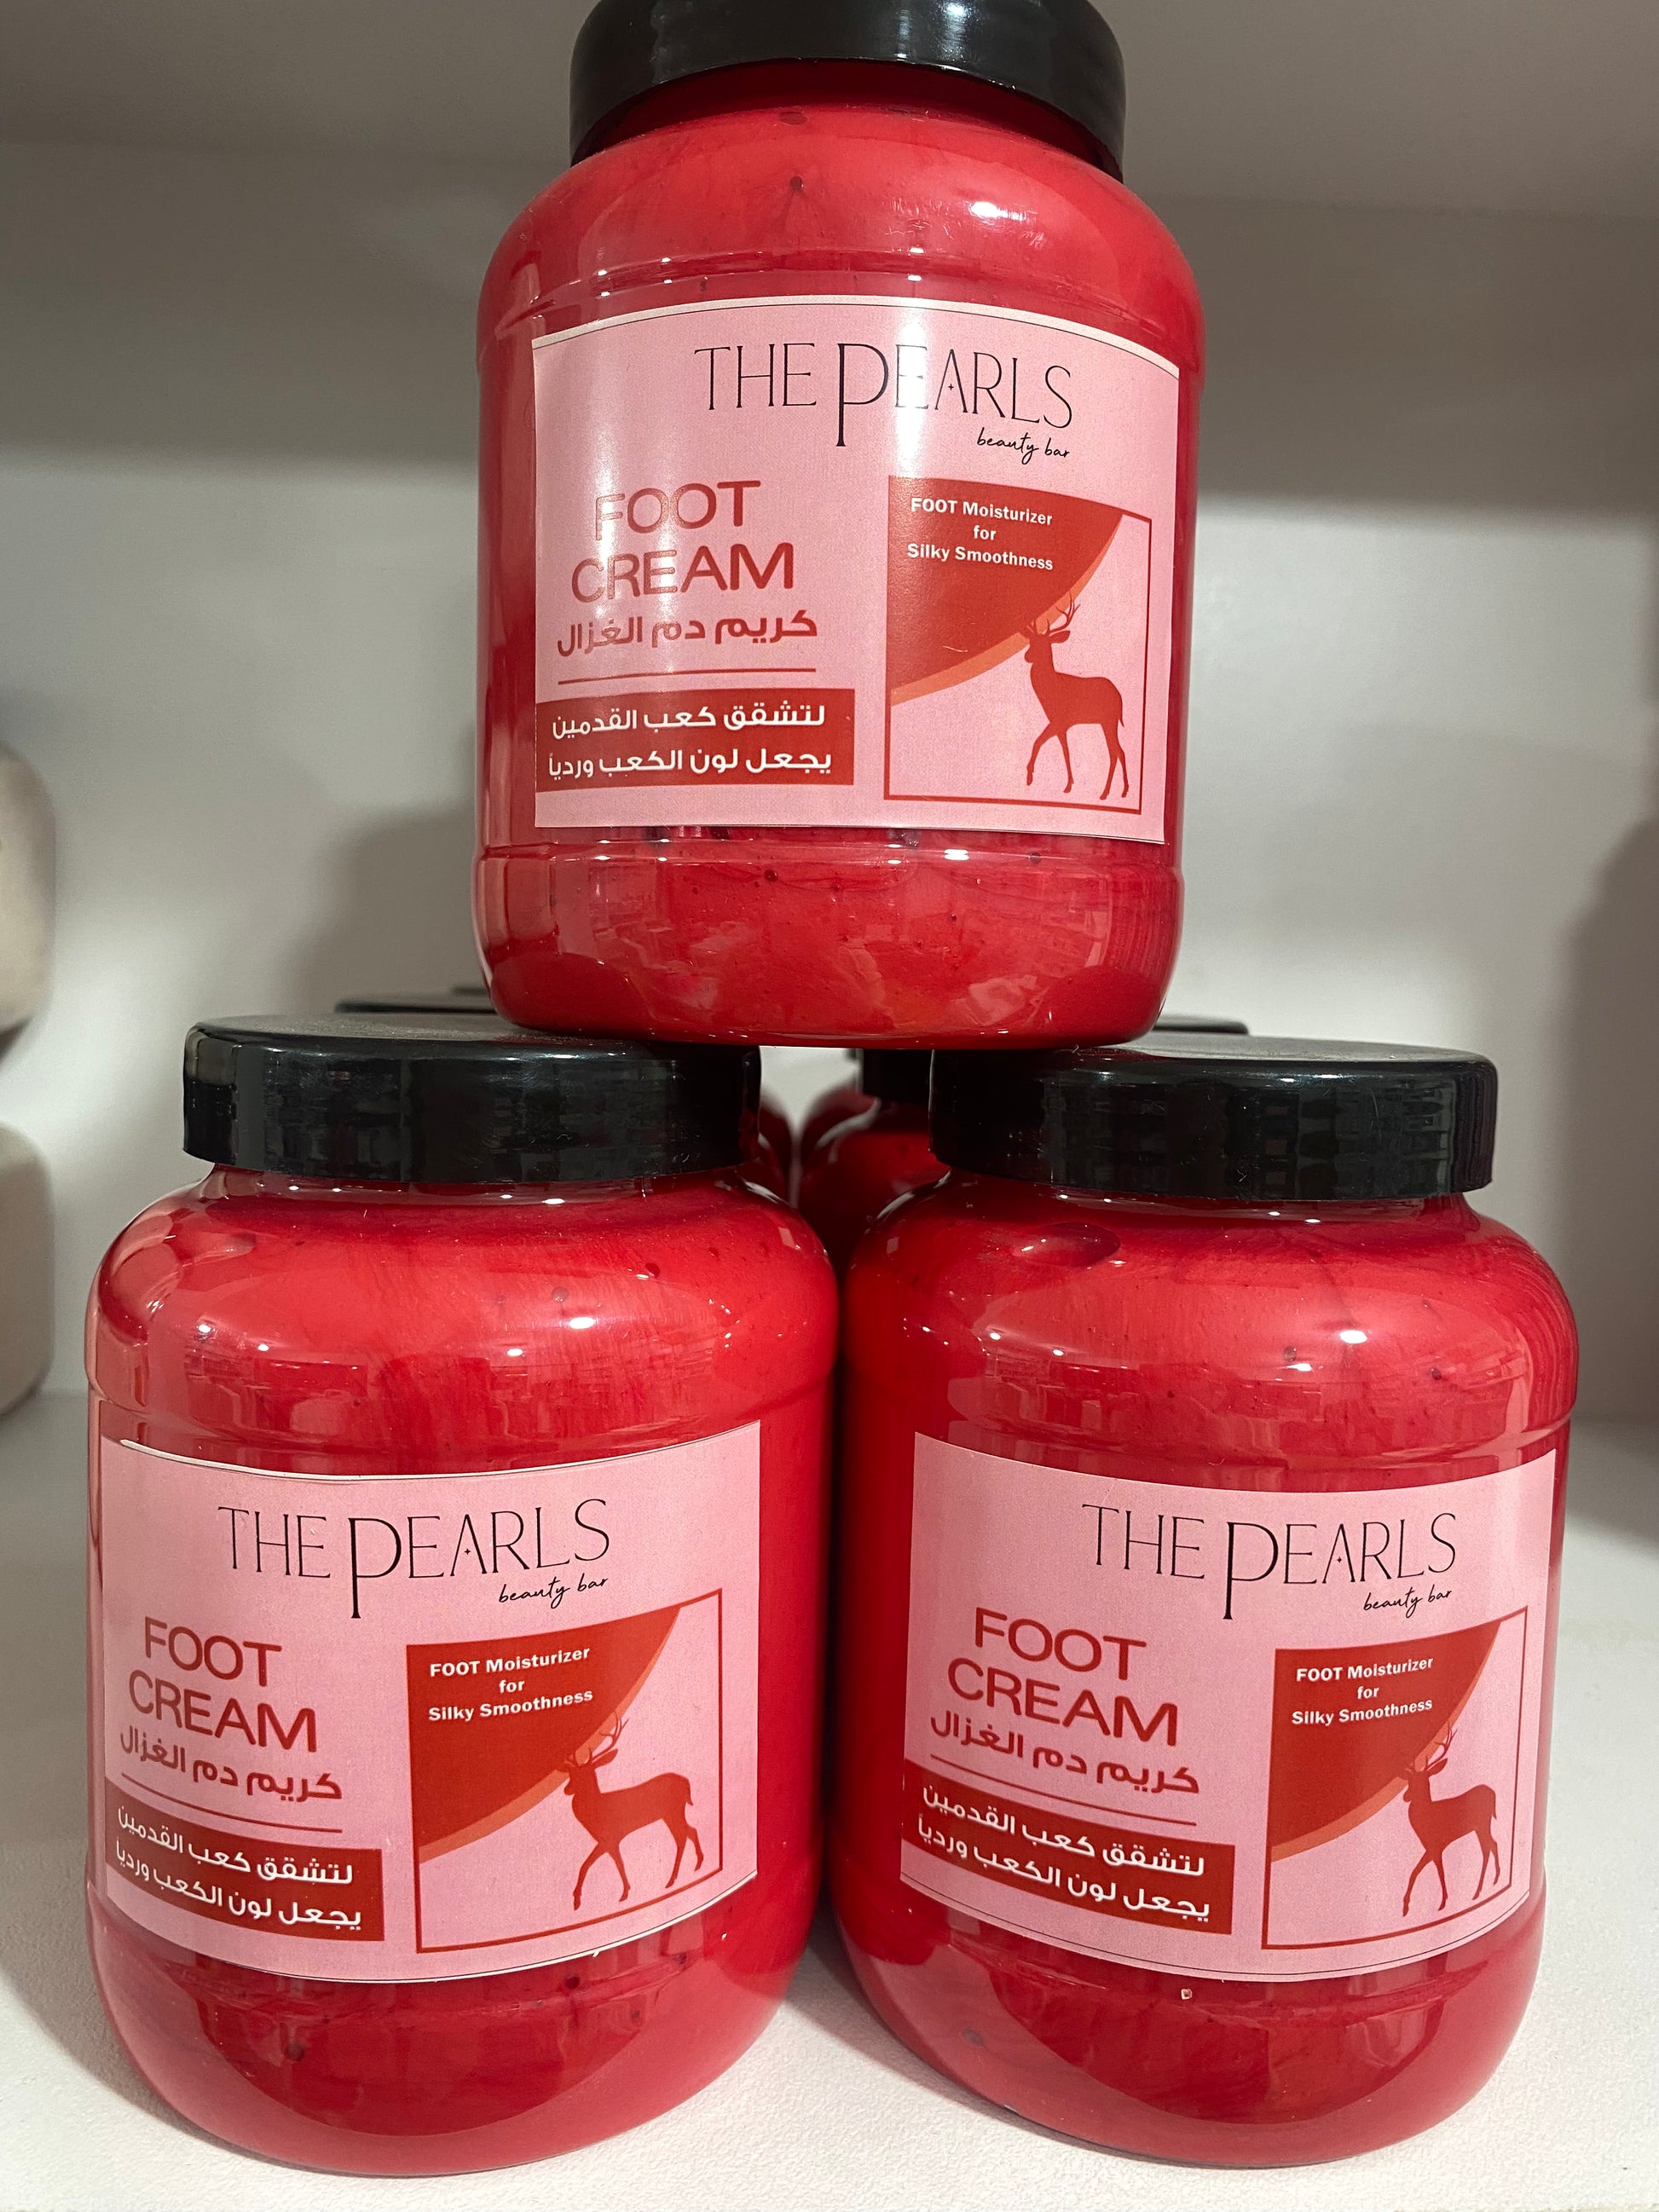 THE PEARLS
beauty bar
FOOT
CREAM
كريم دم الغزال
لتشقق كعب القدمين
يجعل لون الكعب وردياً
FOOT Moisturizer
for
Silky Smoothness
THE PEARLS
beauty bar
FOOT
CREAM
كريم دم الغزال
لتشقق كعب القدمين
يجعل لون الكعب وردياً
FOOT Moisturizer
for
Silky Smoothness
THE PEARLS
beauty bar
FOOT
CREAM
كريم دم الغزال
لتشقق كعب القدمين
يجعل لون الكعب وردياً
FOOT Moisturizer
for
Silky Smoothness